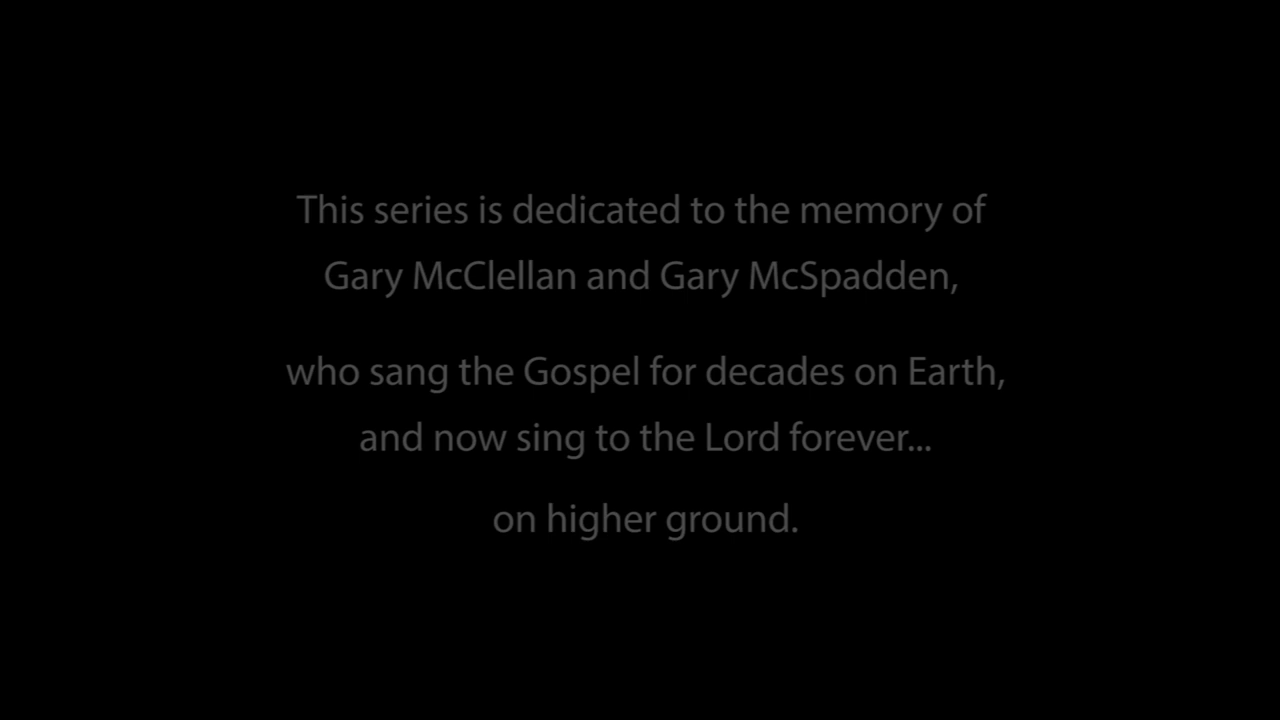 This series is dedicated to the memory of
Gary McClellan and Gary McSpadden,
who sang the Gospel for decades on Earth,
and now sing to the Lord forever...
on higher ground.